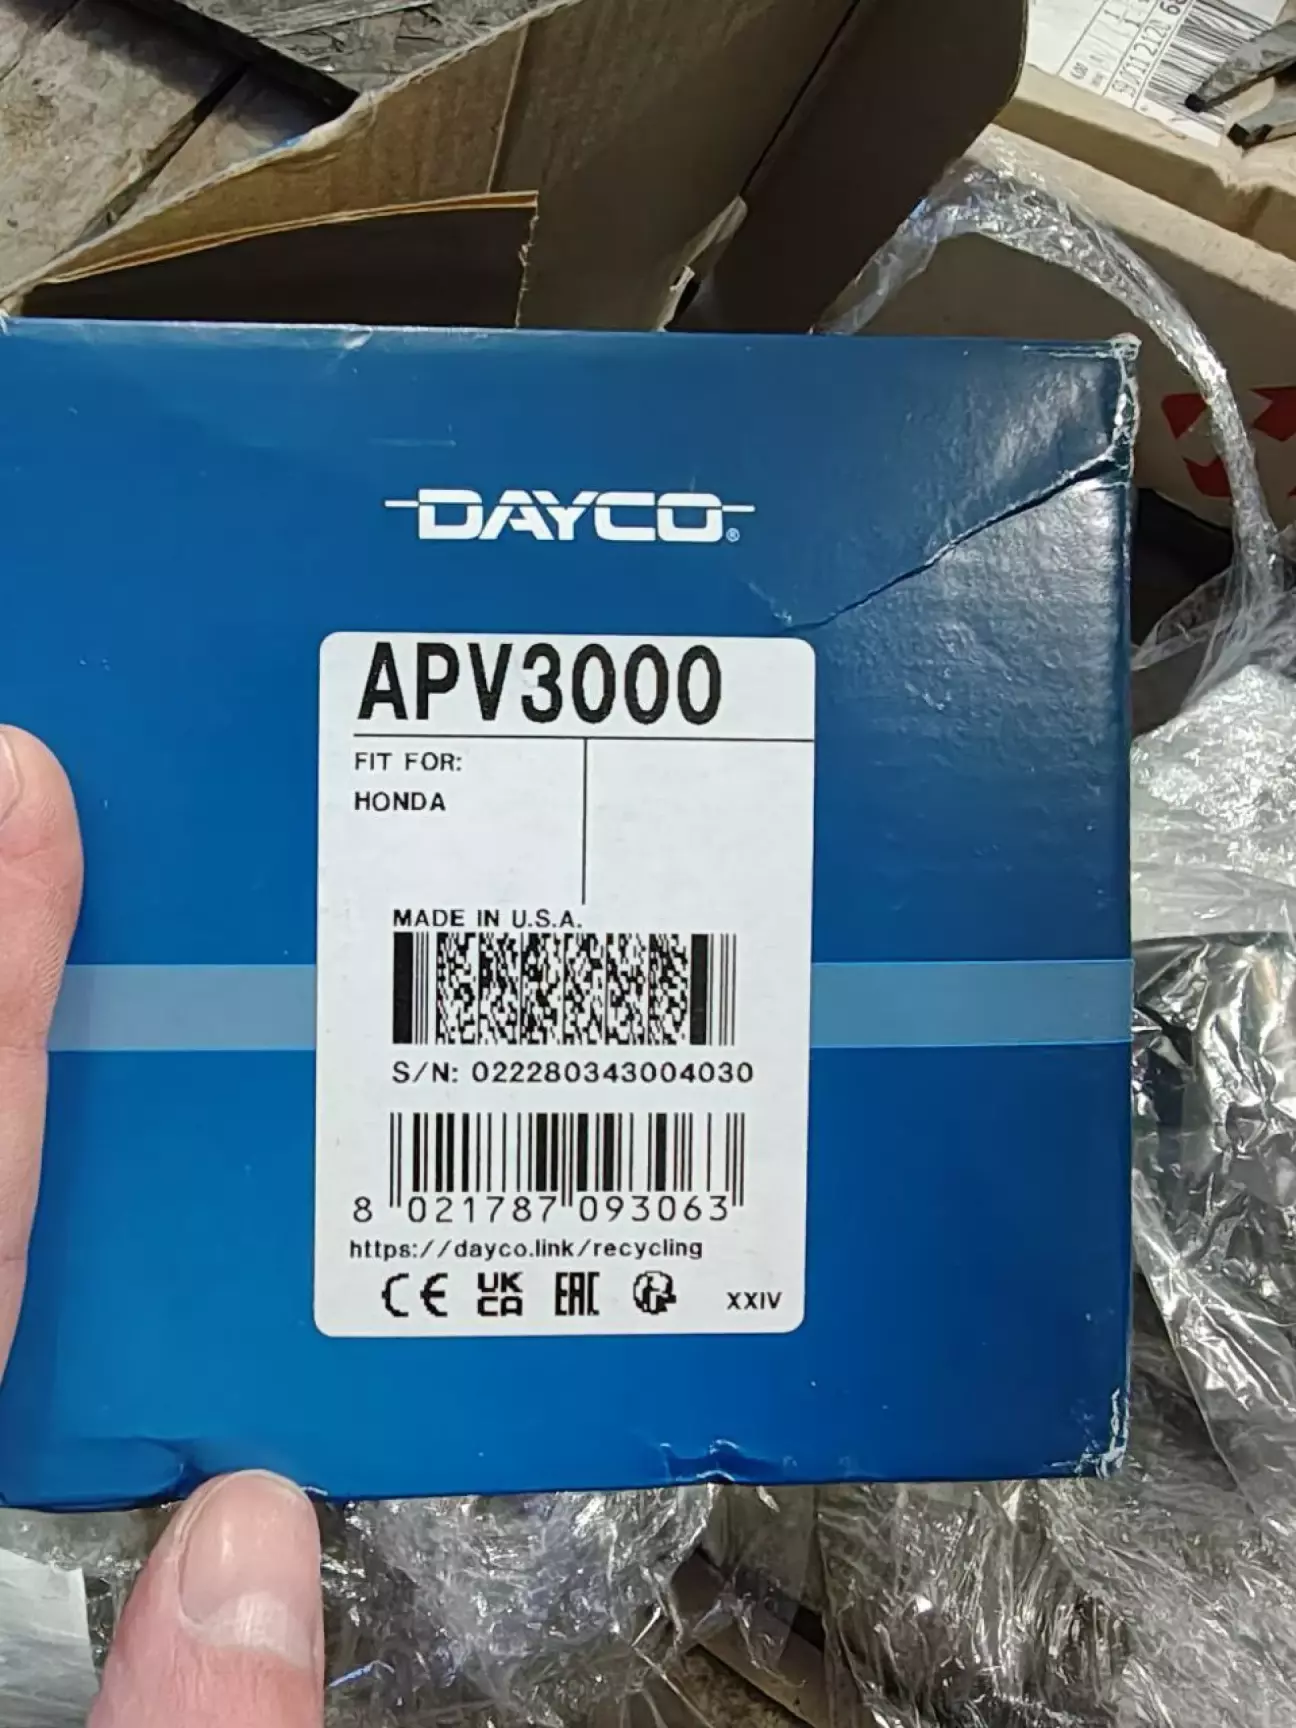 DAYCO®
APV3000
FIT FOR:
HONDA
MADE IN U.S.A.
S/N: 022280343004030
8 021787 093063
https://dayco.link/recycling
CE UK CA EAC XXIV